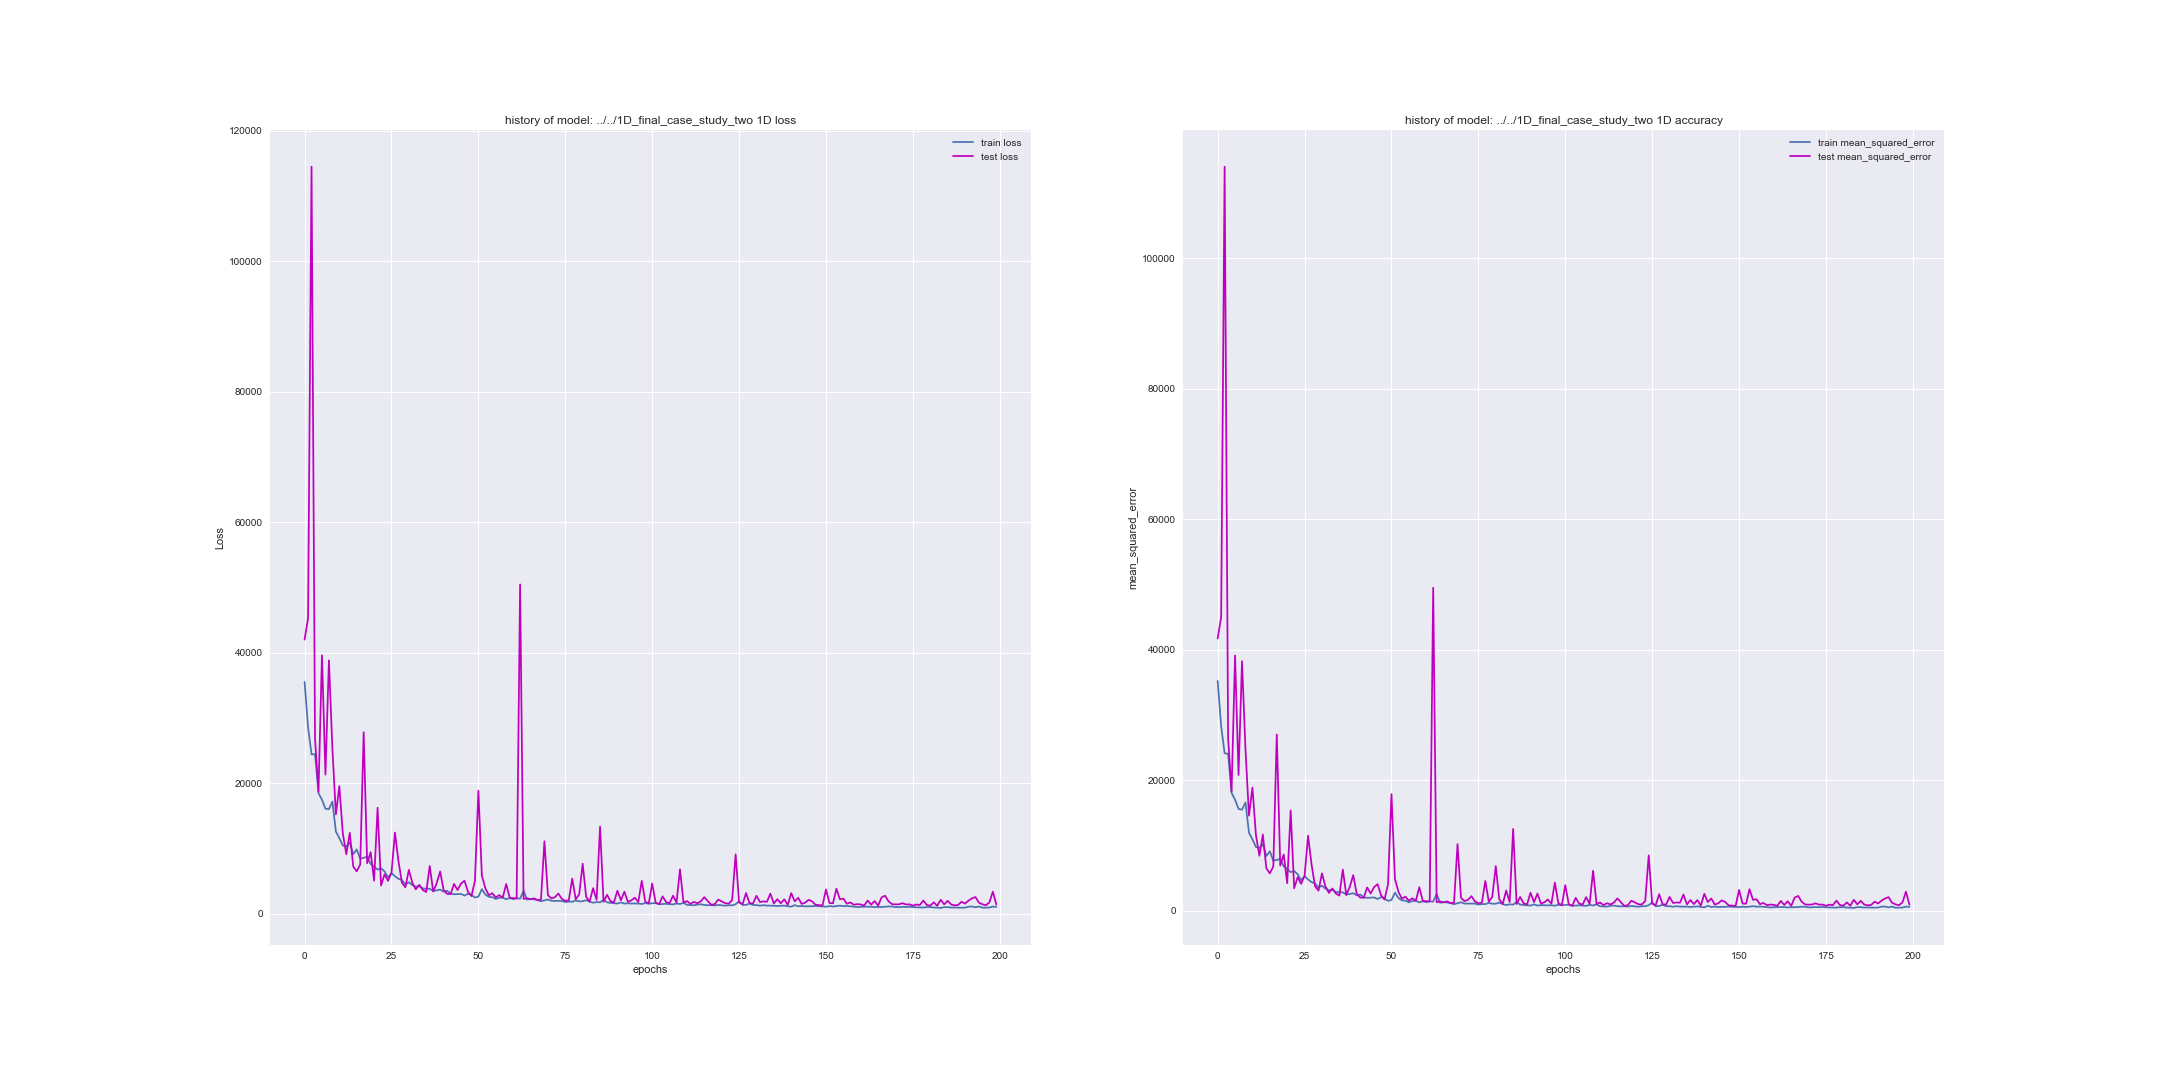 history of model: ../../1D_final_case_study_two 1D loss
120000
100000
80000
60000
40000
20000
0
Loss
train loss
test loss
0 25 50 75 100 125 150 175 200
epochs
history of model: ../../1D_final_case_study_two 1D accuracy
100000
80000
60000
40000
20000
0
mean_squared_error
train mean_squared_error
test mean_squared_error
0 25 50 75 100 125 150 175 200
epochs